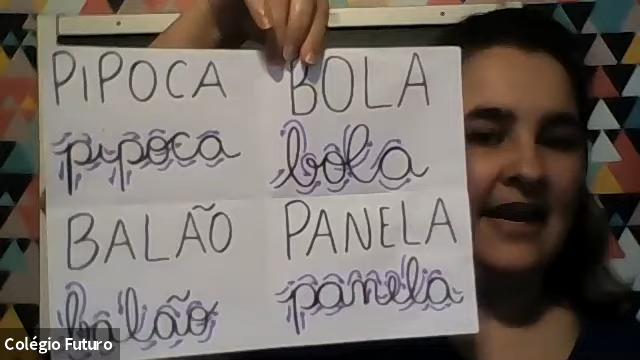 PIPOCA
pipoca
BOLA
bola
BALÃO
balão
PANELA
panela
Colégio Futuro